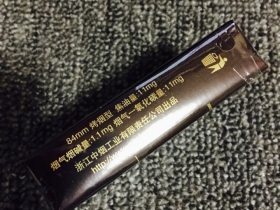 84mm 烤烟型 焦油量:11mg
烟气烟碱量:1.1mg 烟气一氧化碳量:11mg
浙江中烟工业有限责任公司出品
http://w